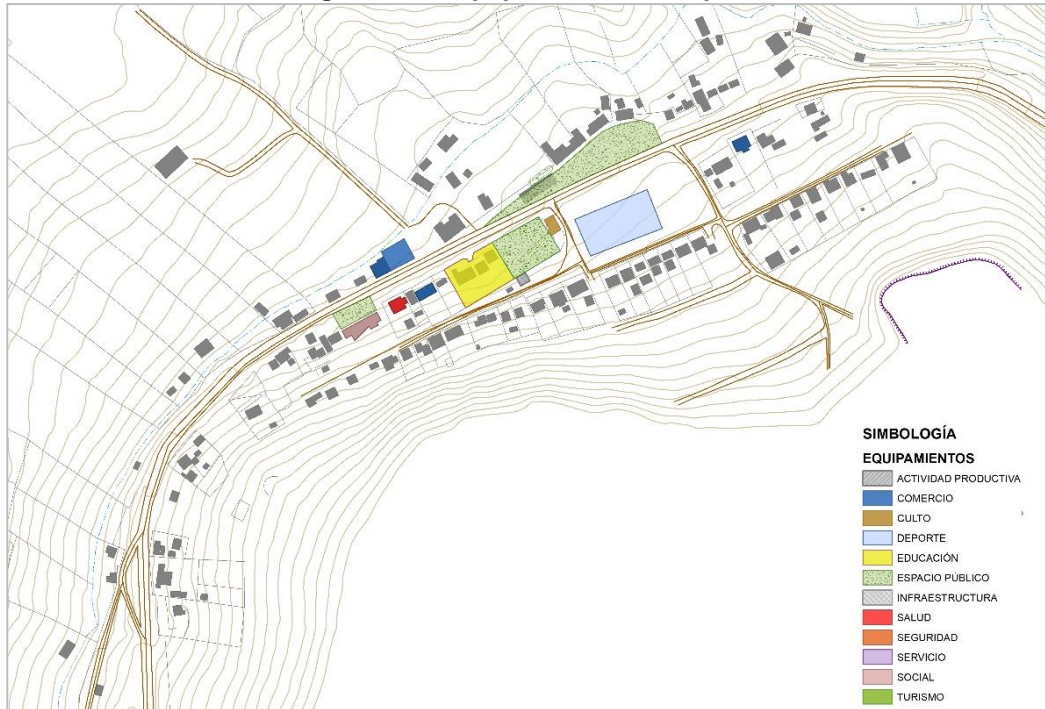 SIMBOLOGÍA
EQUIPAMIENTOS
ACTIVIDAD PRODUCTIVA
COMERCIO
CULTO
DEPORTE
EDUCACIÓN
ESPACIO PÚBLICO
INFRAESTRUCTURA
SALUD
SEGURIDAD
SERVICIO
SOCIAL
TURISMO